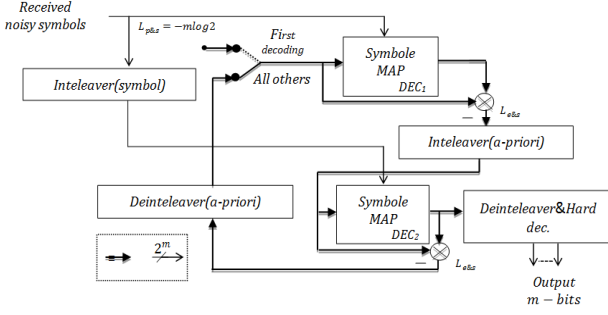 Received
noisy symbols
L_{p&s} = −mlog2
First
decoding
All others
Symbole
MAP
DEC₁
Inteleaver(symbol)
−
L_{e&s}
Inteleaver(a-priori)
Deinteleaver(a-priori)
Symbole
MAP
DEC₂
Deinteleaver&Hard
dec.
−
L_{e&s}
= 2^m
Output
m − bits